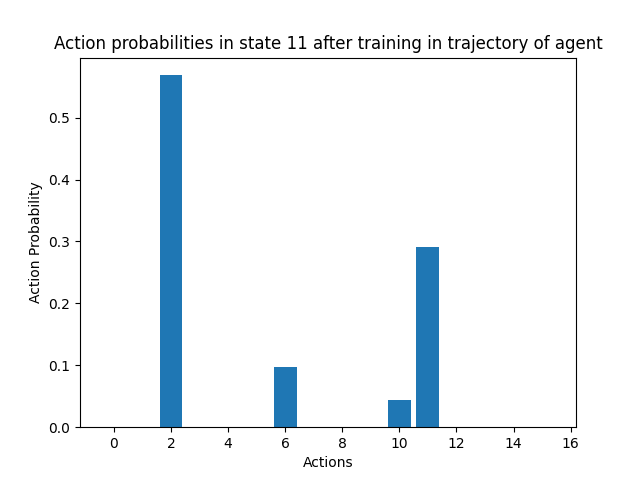 Action probabilities in state 11 after training in trajectory of agent
Action Probability
0.5
0.4
0.3
0.2
0.1
0.0
0 2 4 6 8 10 12 14 16
Actions